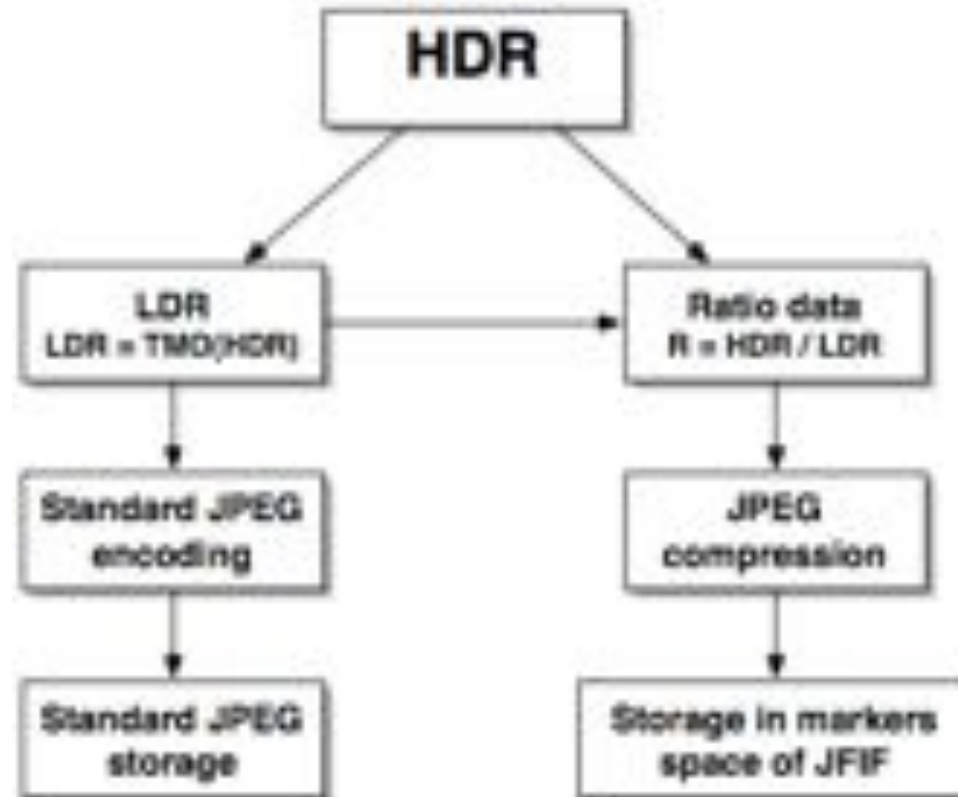 HDR
LDR
LDR = TMO(HDR)
Ratio data
R = HDR / LDR
Standard JPEG
encoding
JPEG
compression
Standard JPEG
storage
Storage in markers
space of JFIF